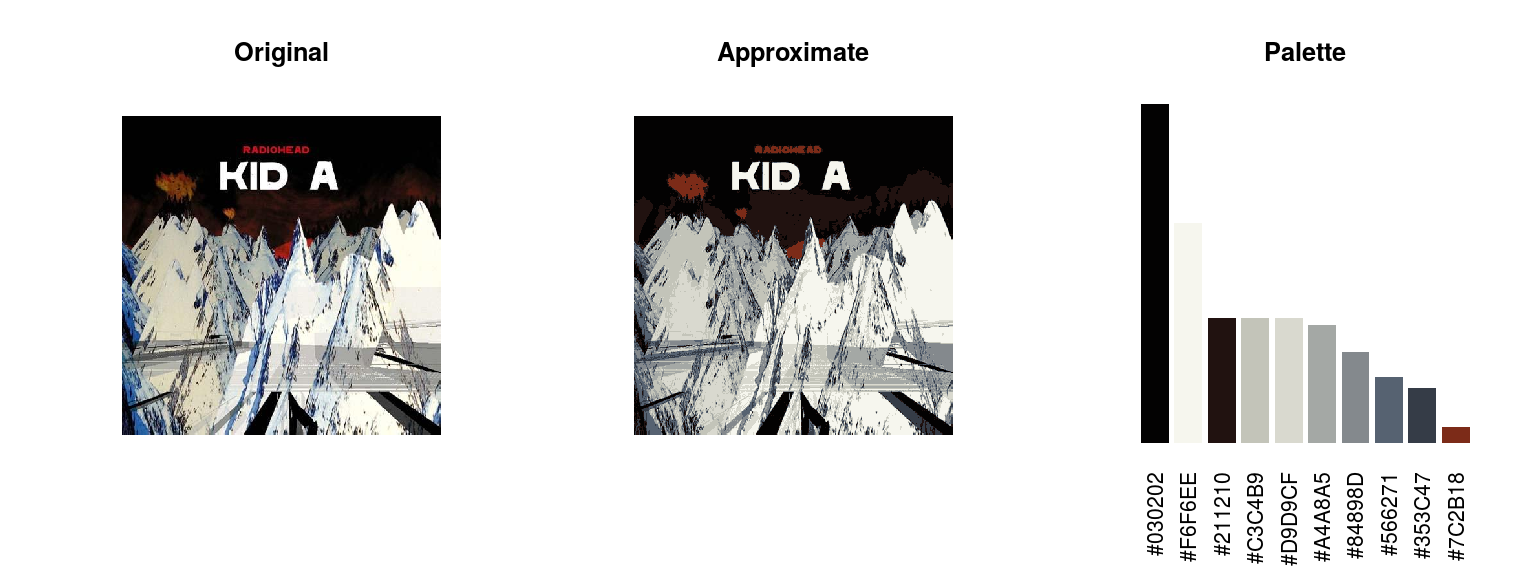 Original
Approximate
Palette
RADIOHEAD
KID A
RADIOHEAD
KID A
#030202
#F6F6EE
#211210
#C3C4B9
#D9D9CF
#A4A8A5
#84898D
#566271
#353C47
#7C2B18